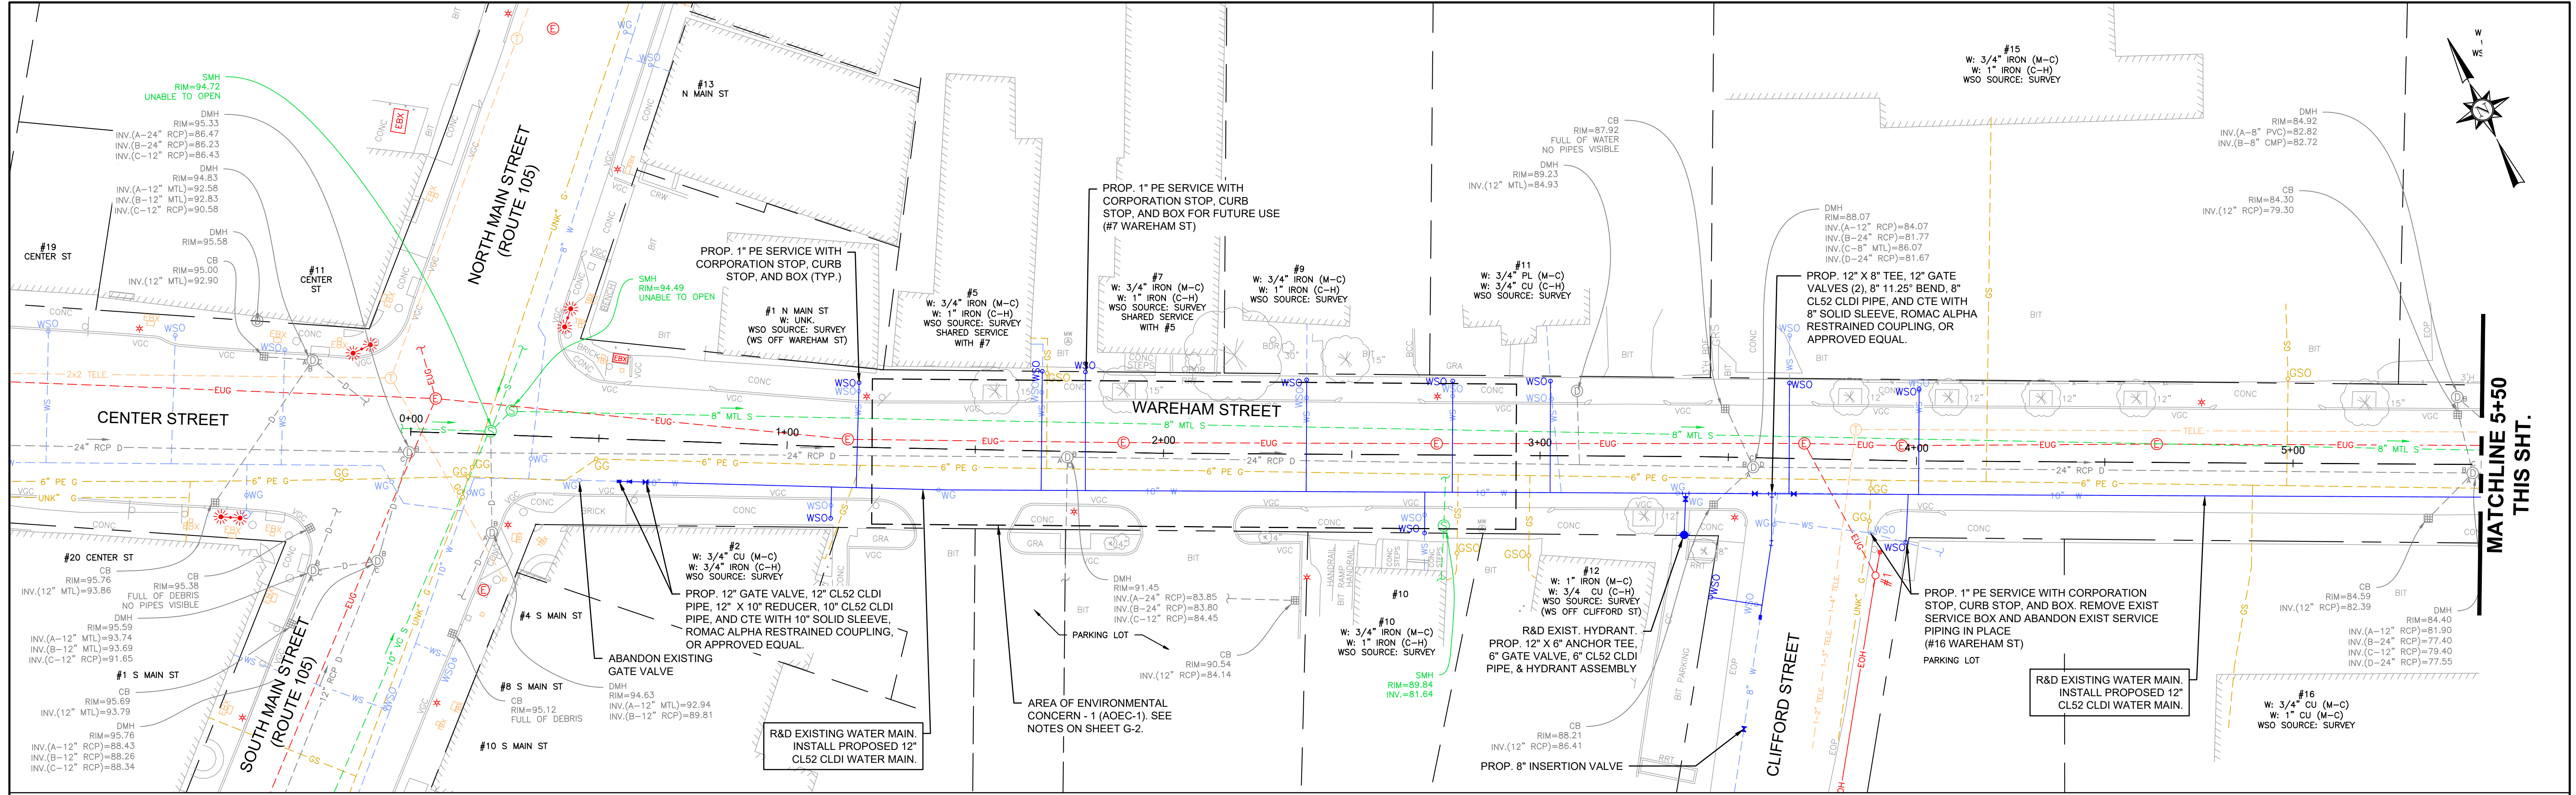 SMH
RIM=94.72
UNABLE TO OPEN
DMH
RIM=95.33
INV.(A-24" RCP)=86.47
INV.(B-24" RCP)=86.23
INV.(C-12" RCP)=86.43
DMH
RIM=94.83
INV.(A-12" MTL)=92.58
INV.(B-12" MTL)=92.83
INV.(C-12" RCP)=90.58
DMH
RIM=95.58
CB
RIM=95.00
INV.(12" MTL)=92.90
#19
CENTER ST
#11
CENTER
ST
NORTH MAIN STREET
(ROUTE 105)
#13
N MAIN ST
SMH
RIM=94.49
UNABLE TO OPEN
PROP. 1" PE SERVICE WITH
CORPORATION STOP, CURB
STOP, AND BOX (TYP.)
#1 N MAIN ST
W: UNK.
WSO SOURCE: SURVEY
(WS OFF WAREHAM ST)
#5
W: 3/4" IRON (M-C)
W: 1" IRON (C-H)
WSO SOURCE: SURVEY
SHARED SERVICE
WITH #7
PROP. 1" PE SERVICE WITH
CORPORATION STOP, CURB
STOP, AND BOX FOR FUTURE USE
(#7 WAREHAM ST)
#7
W: 3/4" IRON (M-C)
W: 1" IRON (C-H)
WSO SOURCE: SURVEY
SHARED SERVICE
WITH #5
#9
W: 3/4" IRON (M-C)
W: 1" IRON (C-H)
WSO SOURCE: SURVEY
#11
W: 3/4" PL (M-C)
W: 3/4" CU (C-H)
WSO SOURCE: SURVEY
CB
RIM=87.92
FULL OF WATER
NO PIPES VISIBLE
DMH
RIM=89.23
INV.(12" MTL)=84.93
DMH
RIM=88.07
INV.(A-12" RCP)=84.07
INV.(B-24" RCP)=81.77
INV.(C-8" MTL)=86.07
INV.(D-24" RCP)=81.67
PROP. 12" X 8" TEE, 12" GATE
VALVES (2), 8" 11.25° BEND, 8"
CL52 CLDI PIPE, AND CTE WITH
8" SOLID SLEEVE, ROMAC ALPHA
RESTRAINED COUPLING, OR
APPROVED EQUAL.
#15
W: 3/4" IRON (M-C)
W: 1" IRON (C-H)
WSO SOURCE: SURVEY
DMH
RIM=84.92
INV.(A-8" PVC)=82.82
INV.(B-8" CMP)=82.72
CB
RIM=84.30
INV.(12" RCP)=79.30
N
CENTER STREET
WAREHAM STREET
0+00
1+00
2+00
3+00
4+00
5+00
2x2 TELE.
EUG
24" RCP D
6" PE G
8" MTL S
10" W
MATCHLINE 5+50
THIS SHT.
#20 CENTER ST
CB
RIM=95.76
INV.(12" MTL)=93.86
CB
RIM=95.38
FULL OF DEBRIS
NO PIPES VISIBLE
DMH
RIM=95.59
INV.(A-12" MTL)=93.74
INV.(B-12" MTL)=93.69
INV.(C-12" RCP)=91.65
#1 S MAIN ST
CB
RIM=95.69
INV.(12" MTL)=93.79
DMH
RIM=95.76
INV.(A-12" RCP)=88.43
INV.(B-12" RCP)=88.26
INV.(C-12" RCP)=88.34
SOUTH MAIN STREET
(ROUTE 105)
10" VC S
12" RCP D
#4 S MAIN ST
#8 S MAIN ST
#10 S MAIN ST
CB
RIM=95.12
FULL OF DEBRIS
DMH
RIM=94.63
INV.(A-12" MTL)=92.94
INV.(B-12" RCP)=89.81
ABANDON EXISTING
GATE VALVE
#2
W: 3/4" CU (M-C)
W: 3/4" IRON (C-H)
WSO SOURCE: SURVEY
PROP. 12" GATE VALVE, 12" CL52 CLDI
PIPE, 12" X 10" REDUCER, 10" CL52 CLDI
PIPE, AND CTE WITH 10" SOLID SLEEVE,
ROMAC ALPHA RESTRAINED COUPLING,
OR APPROVED EQUAL.
R&D EXISTING WATER MAIN.
INSTALL PROPOSED 12"
CL52 CLDI WATER MAIN.
AREA OF ENVIRONMENTAL
CONCERN - 1 (AOEC-1). SEE
NOTES ON SHEET G-2.
DMH
RIM=91.45
INV.(A-24" RCP)=83.85
INV.(B-24" RCP)=83.80
INV.(C-12" RCP)=84.45
PARKING LOT
CB
RIM=90.54
INV.(12" RCP)=84.14
HANDRAIL
BIT RAMP
HANDRAIL
CONC
STEPS
#10
#10
W: 3/4" IRON (M-C)
W: 1" IRON (C-H)
WSO SOURCE: SURVEY
SMH
RIM=89.84
INV.=81.64
#12
W: 1" IRON (M-C)
W: 3/4 CU (C-H)
WSO SOURCE: SURVEY
(WS OFF CLIFFORD ST)
R&D EXIST. HYDRANT.
PROP. 12" X 6" ANCHOR TEE,
6" GATE VALVE, 6" CL52 CLDI
PIPE, & HYDRANT ASSEMBLY
CB
RIM=88.21
INV.(12" RCP)=86.41
PROP. 8" INSERTION VALVE
BIT PARKING
CLIFFORD STREET
PROP. 1" PE SERVICE WITH CORPORATION
STOP, CURB STOP, AND BOX. REMOVE EXIST
SERVICE BOX AND ABANDON EXIST SERVICE
PIPING IN PLACE
(#16 WAREHAM ST)
PARKING LOT
R&D EXISTING WATER MAIN.
INSTALL PROPOSED 12"
CL52 CLDI WATER MAIN.
#16
W: 3/4" CU (M-C)
W: 1" CU (M-C)
WSO SOURCE: SURVEY
CB
RIM=84.59
INV.(12" RCP)=82.39
DMH
RIM=84.40
INV.(A-12" RCP)=81.90
INV.(B-24" RCP)=77.40
INV.(C-12" RCP)=79.40
INV.(D-24" RCP)=77.55